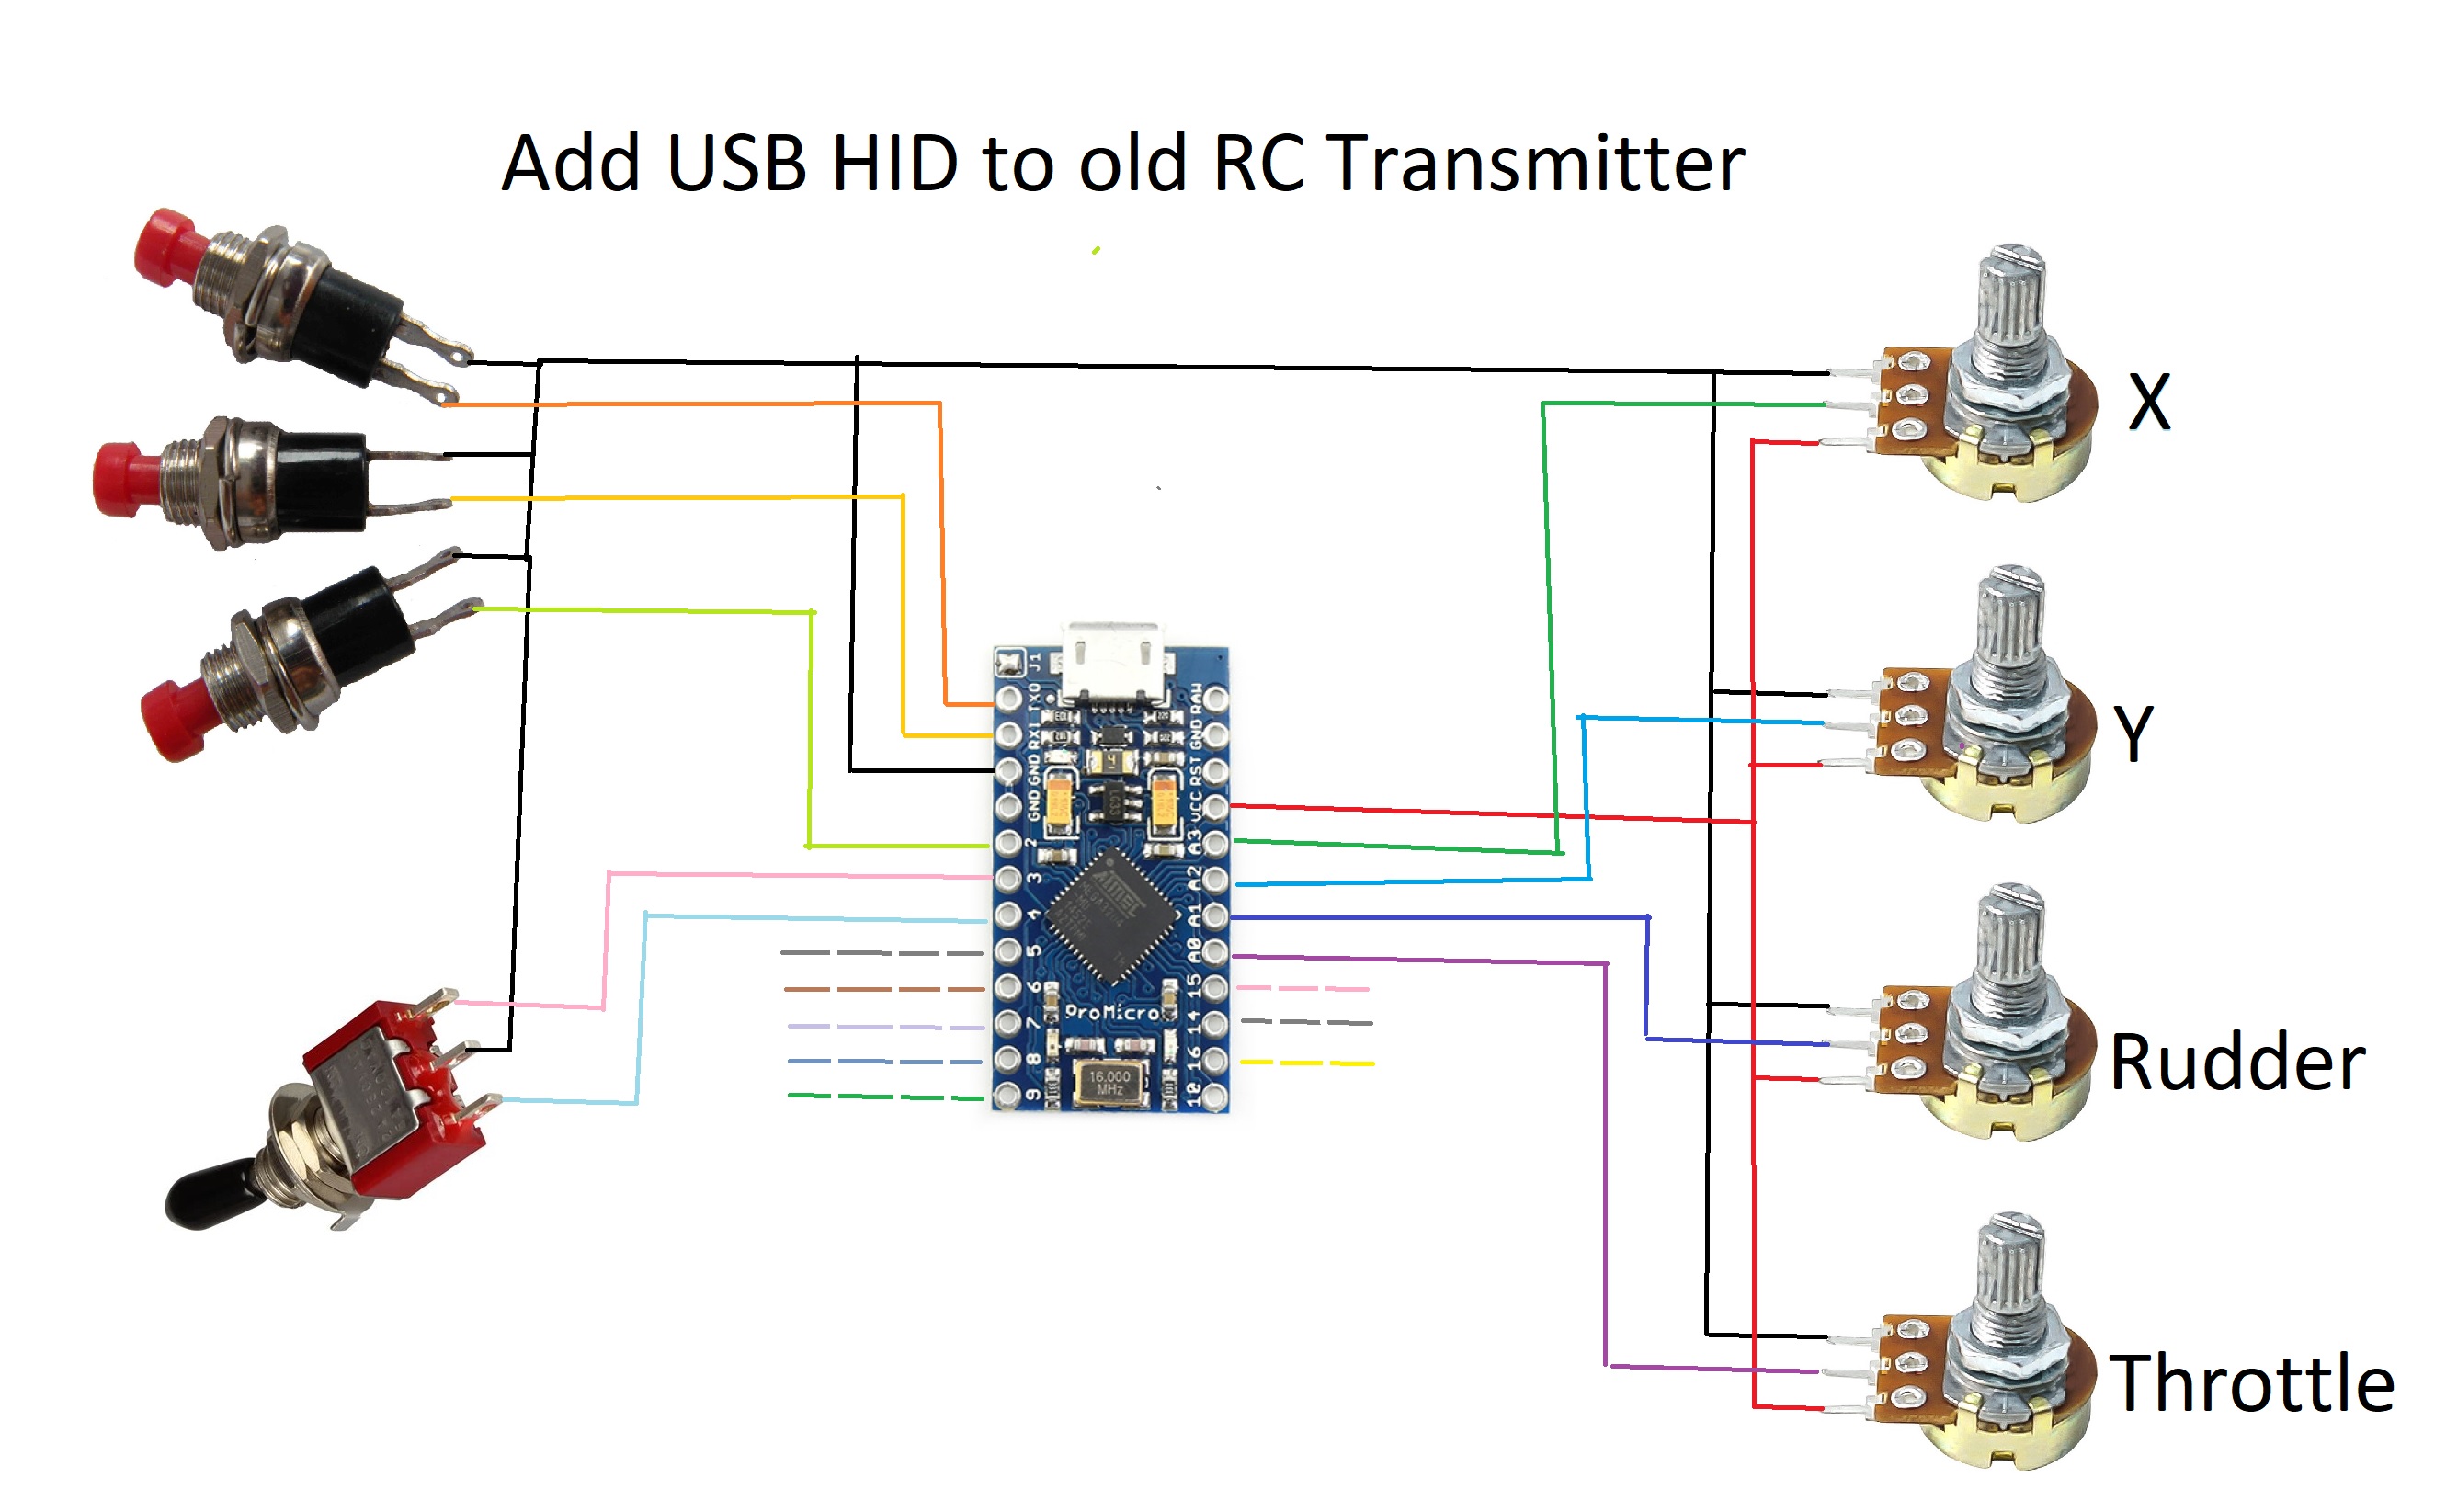 Add USB HID to old RC Transmitter
X
Y
Rudder
Throttle
J1
TXO
RXI
GND
GND
2
3
4
5
6
7
8
9
RAW
GND
RST
VCC
A3
A2
A1
A0
15
14
16
10
ProMicro
16.000
MHz
ATMEL